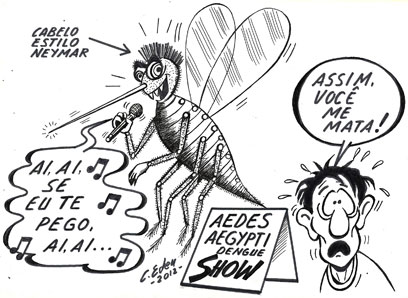 CABELO
ESTILO
NEYMAR
ASSIM,
VOCÊ
ME
MATA!
AI, AI,
SE
EU TE
PEGO,
AI, AI...
AEDES
AEGYPTI
DENGUE
SHOW
-2012-